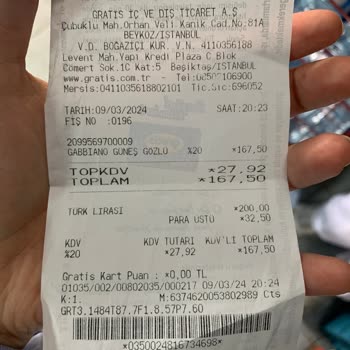 GRATIS İÇ VE DIŞ TİCARET A.Ş.
Çubuklu Mah.Orhan Veli Kanık Cad.No:81A
BEYKOZ/İSTANBUL
V.D. BOĞAZİÇİ KUR. V.N. 4110356188
Levent Mah.Yapı Kredi Plaza C Blok
Cömert Sok.1C Kat:5 Beşiktaş/İSTANBUL
www.gratis.com.tr - Tel:08502106900
Mersis:0411035618802101 Tic.Sic:696052
TARİH:09/03/2024 SAAT:20:23
FİŞ NO :0196
2099569700009
GABBIANO GÜNEŞ GÖZLÜ %20 *167,50
TOPKDV *27,92
TOPLAM *167,50
TÜRK LİRASI *200,00
PARA ÜSTÜ *32,50
KDV KDV TUTARI KDV'Lİ TOPLAM
%20 *27,92 *167,50
Gratis Kart Puan : *0,00 TL
01035/002/00802035/000217 09/03/24 20:24
K:1. M:6374620053802989 Cts
GRT3.1484T87.7F1.8.57P7.60
*0350024816734698*